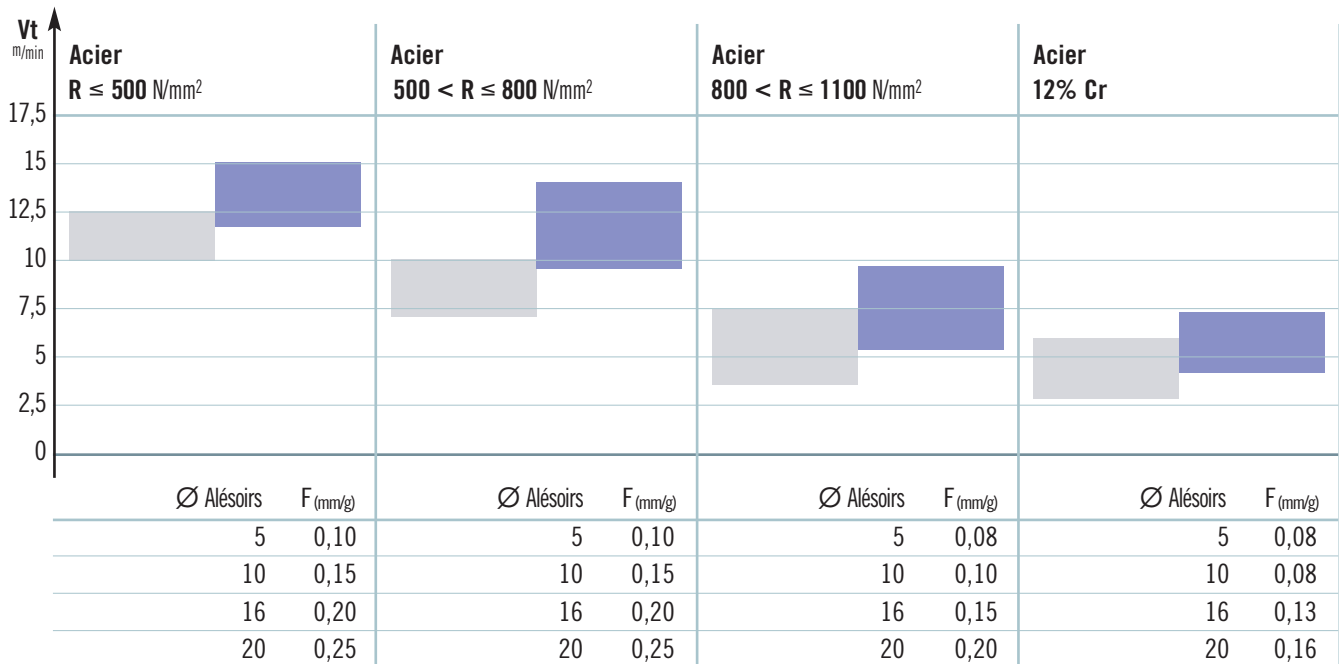 Vt
m/min
Acier Acier Acier Acier
R ≤ 500 N/mm² 500 < R ≤ 800 N/mm² 800 < R ≤ 1100 N/mm² 12% Cr
17,5
15
12,5
10
7,5
5
2,5
0
Ø Alésoirs F (mm/g) Ø Alésoirs F (mm/g) Ø Alésoirs F (mm/g) Ø Alésoirs F (mm/g)
5 0,10 5 0,10 5 0,08 5 0,08
10 0,15 10 0,15 10 0,10 10 0,08
16 0,20 16 0,20 16 0,15 16 0,13
20 0,25 20 0,25 20 0,20 20 0,16